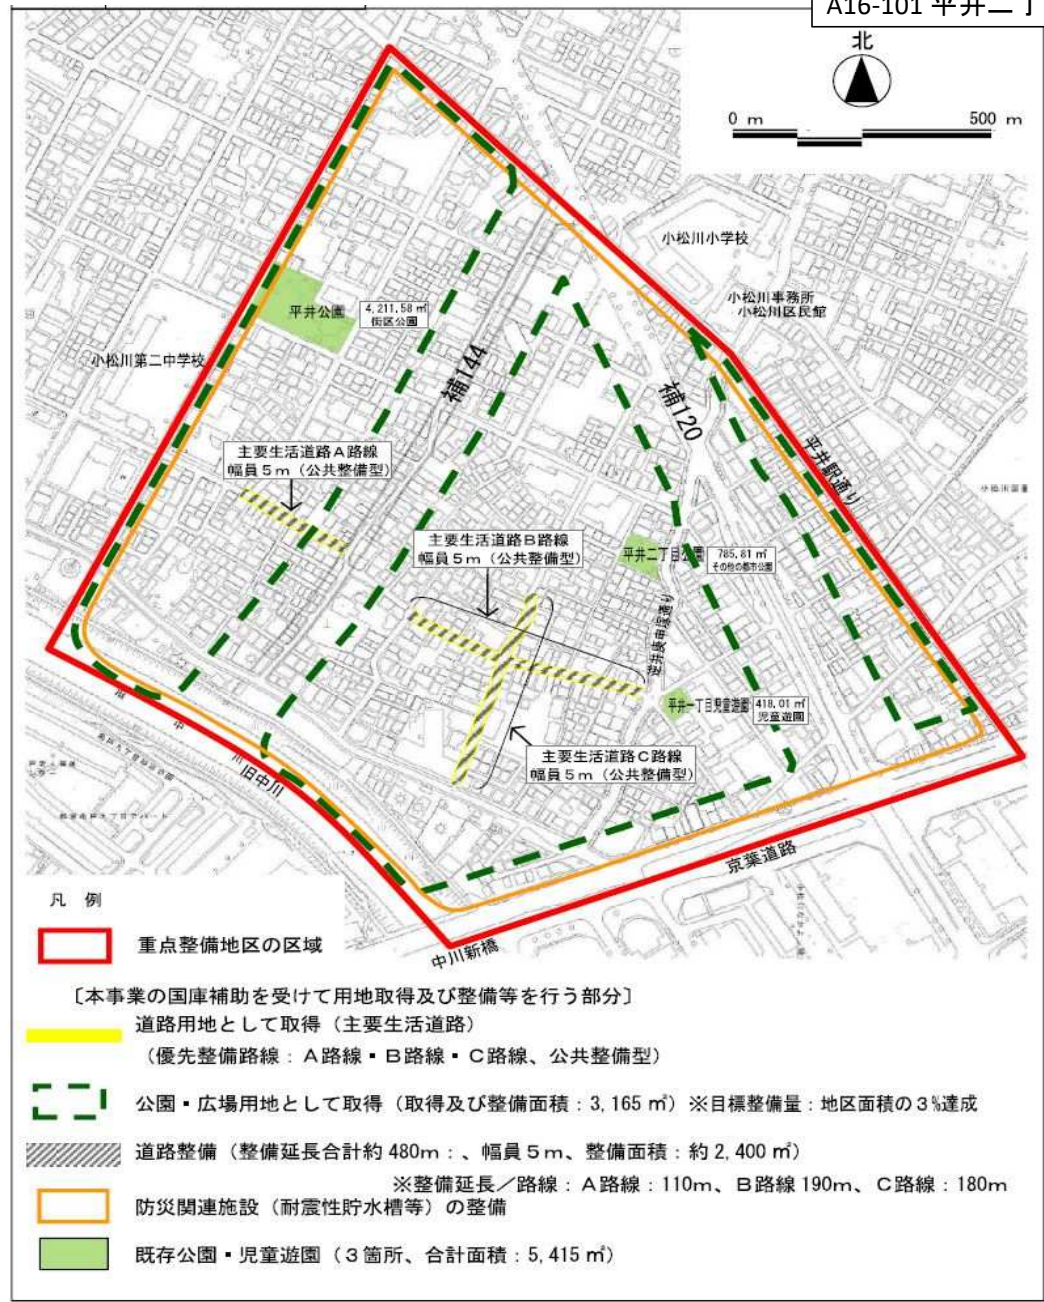 A16-101 平井二丁
北
0 m 500 m
小松川小学校
小松川事務所
小松川区民館
平井公園
4,211.58 ㎡
街区公園
小松川第二中学校
補144
補120
平井駅通り
主要生活道路A路線
幅員5m（公共整備型）
主要生活道路B路線
幅員5m（公共整備型）
平井二丁目公園
785.81 ㎡
その他の都市公園
逆井庚申塚通り
平井一丁目児童遊園
418.01 ㎡
児童遊園
主要生活道路C路線
幅員5m（公共整備型）
旧中川
京葉道路
中川新橋
凡 例
重点整備地区の区域
〔本事業の国庫補助を受けて用地取得及び整備等を行う部分〕
道路用地として取得（主要生活道路）
（優先整備路線：A路線・B路線・C路線、公共整備型）
公園・広場用地として取得（取得及び整備面積：3,165 ㎡）※目標整備量：地区面積の3%達成
道路整備（整備延長合計約 480m：、幅員5m、整備面積：約 2,400 ㎡）
※整備延長／路線：A路線：110m、B路線 190m、C路線：180m
防災関連施設（耐震性貯水槽等）の整備
既存公園・児童遊園（3箇所、合計面積：5,415 ㎡）